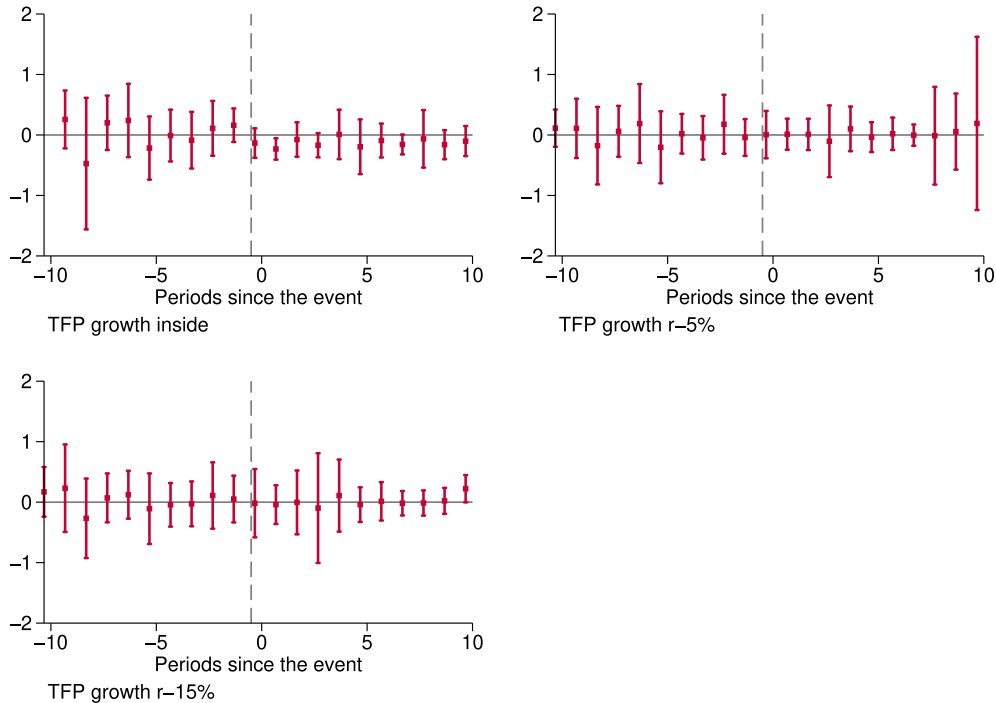 2
1
0
−1
−2
−10 −5 0 5 10
Periods since the event
TFP growth inside
2
1
0
−1
−2
−10 −5 0 5 10
Periods since the event
TFP growth r−5%
2
1
0
−1
−2
−10 −5 0 5 10
Periods since the event
TFP growth r−15%